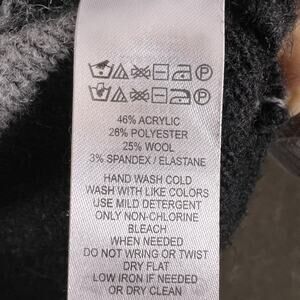 46% ACRYLIC
26% POLYESTER
25% WOOL
3% SPANDEX / ELASTANE
HAND WASH COLD
WASH WITH LIKE COLORS
USE MILD DETERGENT
ONLY NON-CHLORINE
BLEACH
WHEN NEEDED
DO NOT WRING OR TWIST
DRY FLAT
LOW IRON IF NEEDED
OR DRY CLEAN